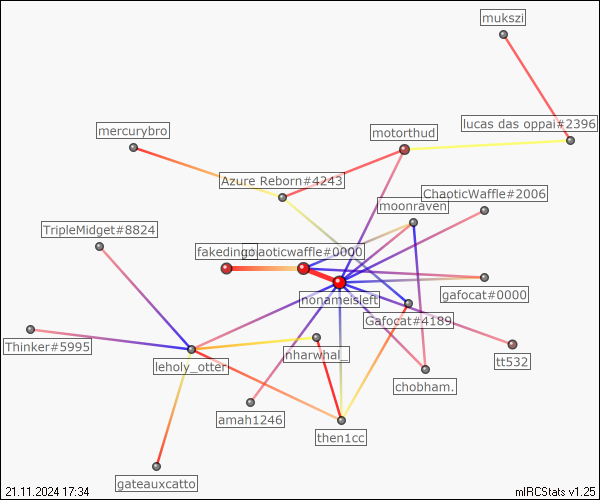 mukszi
lucas das oppai#2396
mercurybro
motorthud
Azure Reborn#4243
ChaoticWaffle#2006
moonraven
TripleMidget#8824
chaoticwaffle#0000
nonameisleft
gafocat#0000
Gafocat#4189
Thinker#5995
nharwhal_
tt532
leholy_otter
chobham.
amah1246
then1cc
gateauxcatto
21.11.2024 17:34
mIRCStats v1.25